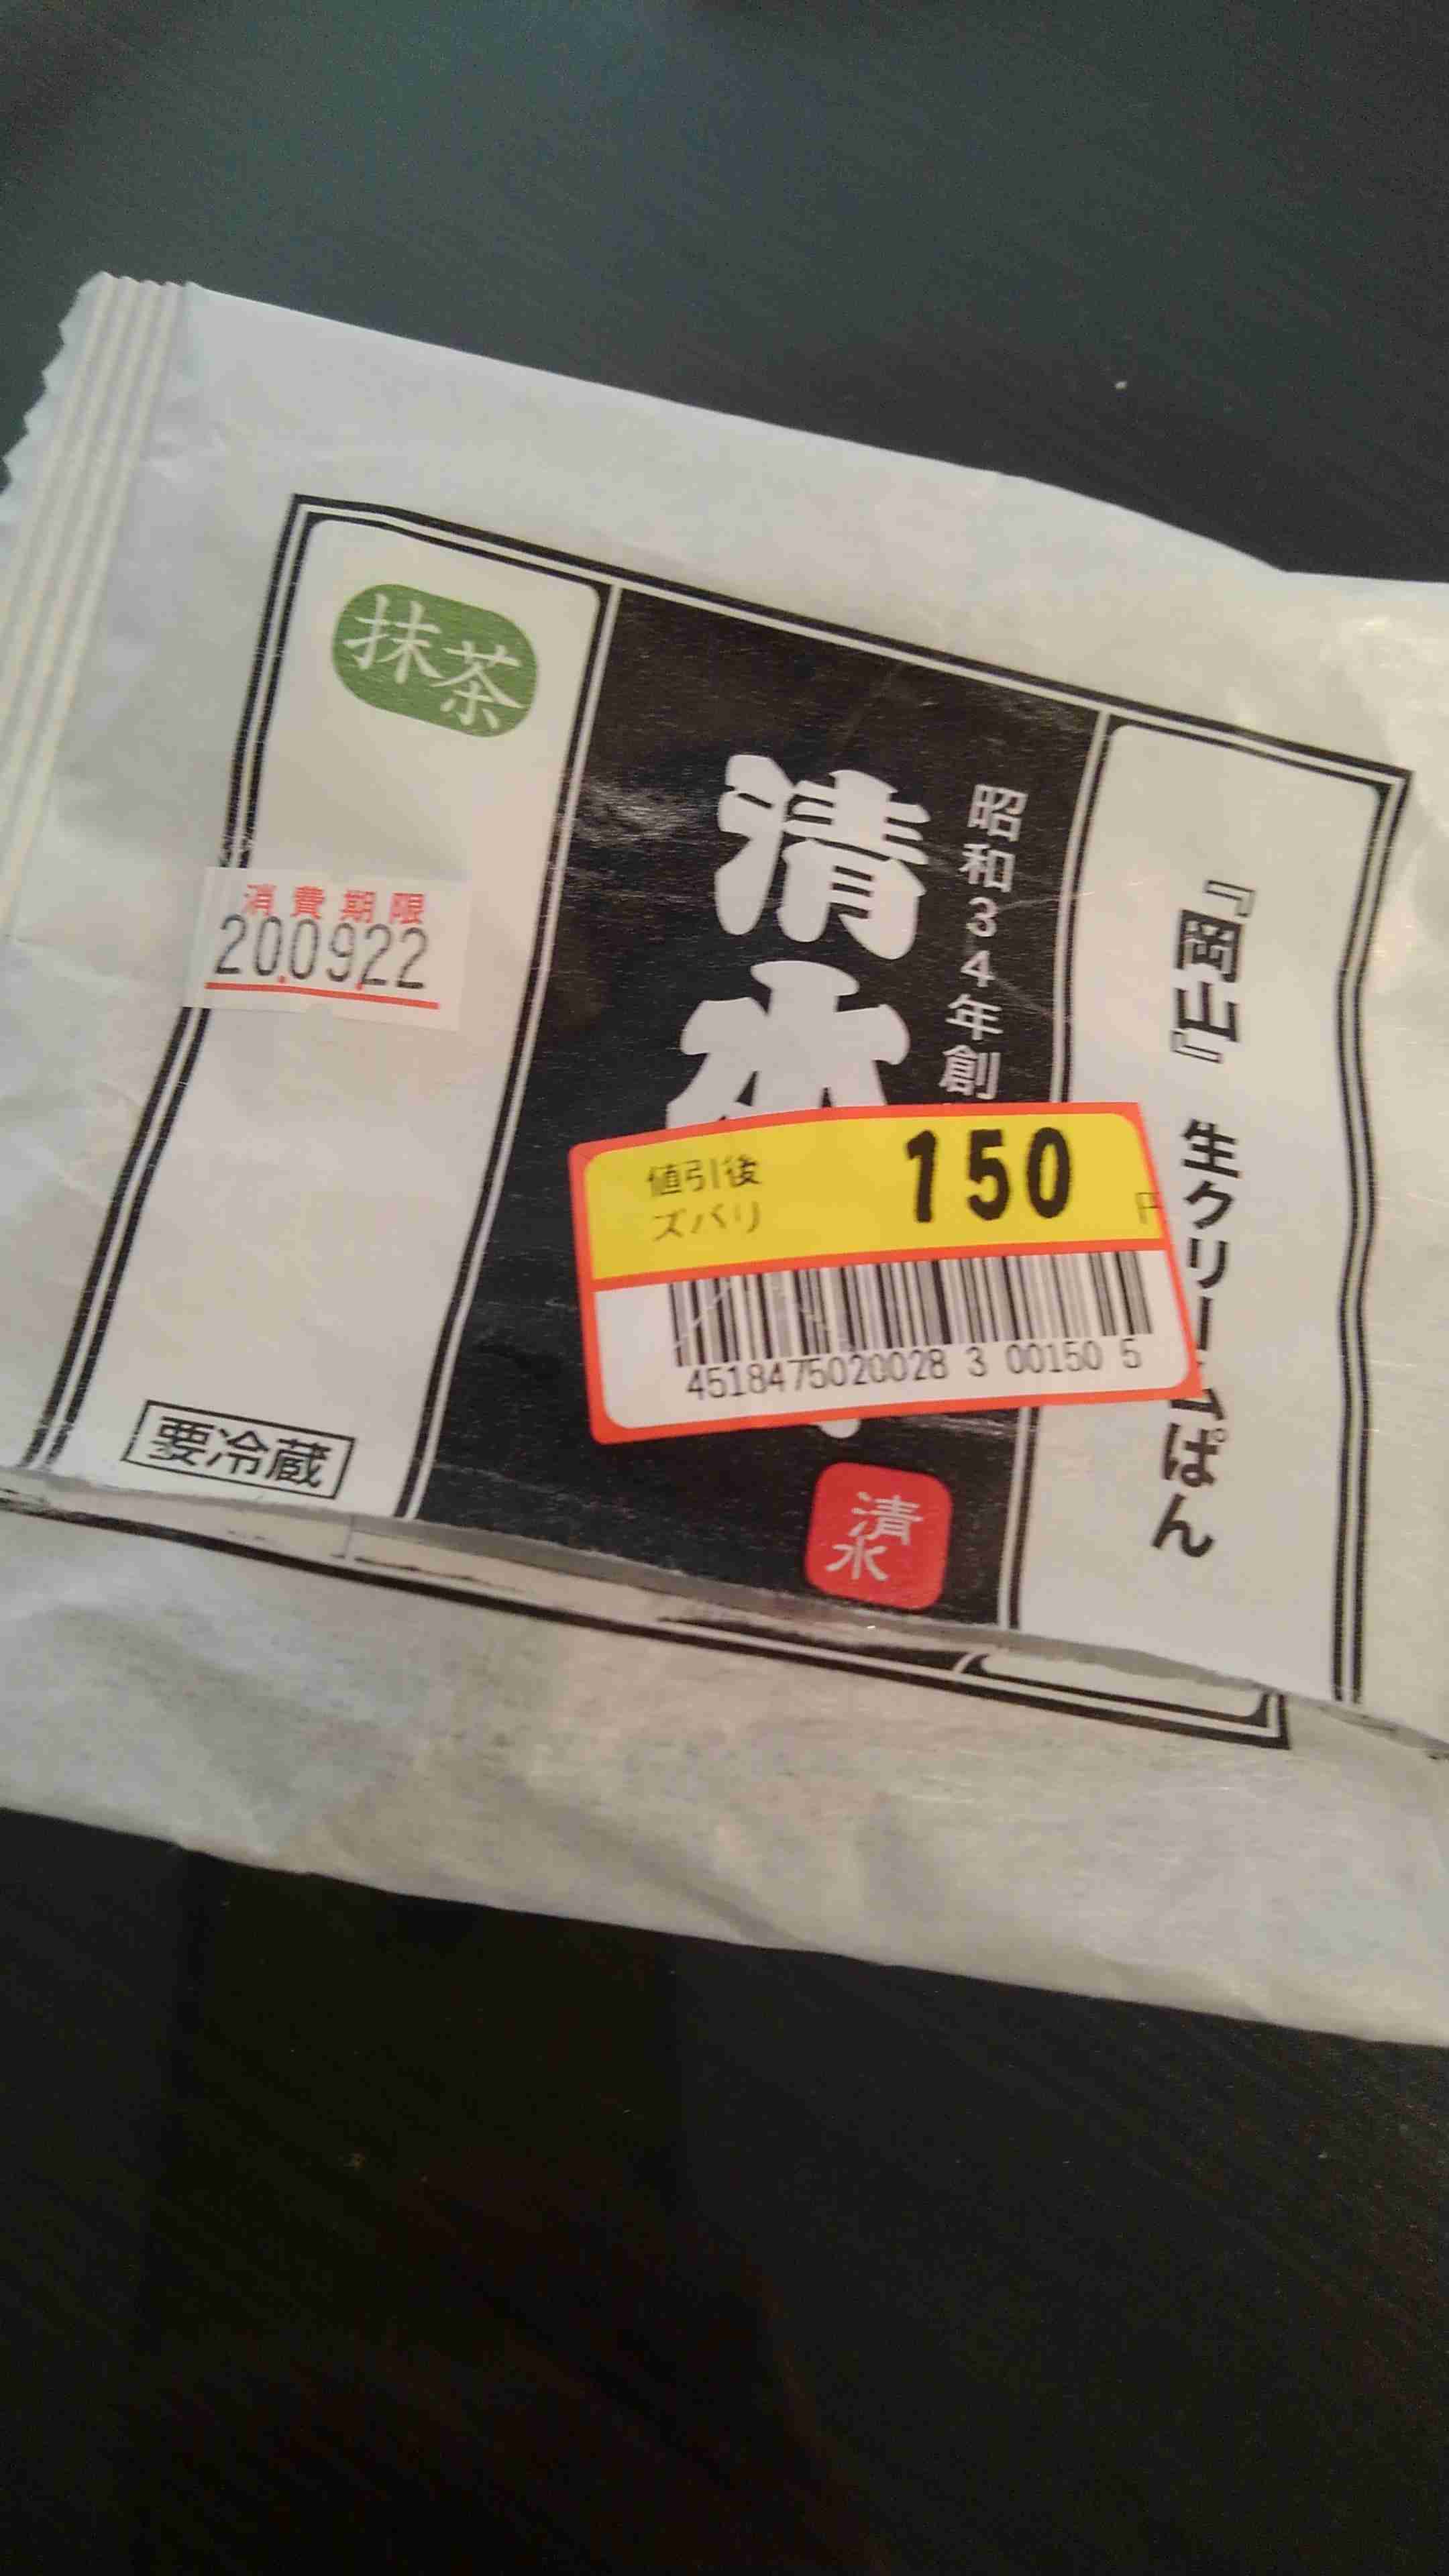 『岡山』 生クリームぱん
昭和34年創
清水
清水
抹茶
消費期限
20.09.22
要冷蔵
値引後
ズバリ
150
4518475020028 3 00150 5